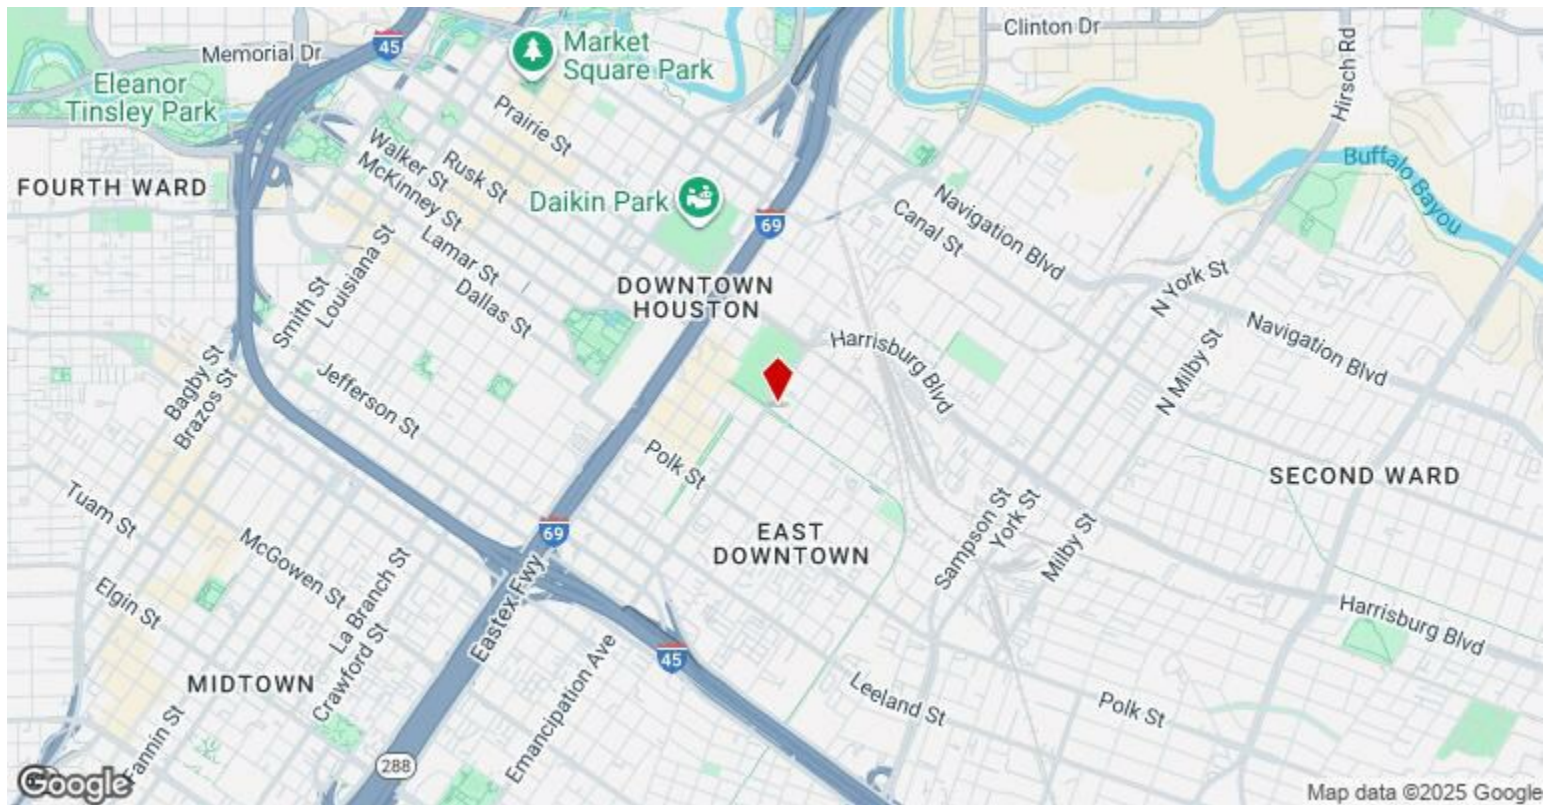 Clinton Dr
45
Memorial Dr
Market
Square Park
Hirsch Rd
Eleanor
Tinsley Park
Prairie St
Walker St
Rusk St
McKinney St
Buffalo Bayou
FOURTH WARD
Daikin Park
69
Navigation Blvd
Canal St
Lamar St
Louisiana St
Smith St
Dallas St
DOWNTOWN
HOUSTON
N York St
Harrisburg Blvd
Navigation Blvd
N Milby St
Bagby St
Brazos St
Jefferson St
Polk St
SECOND WARD
Tuam St
69
EAST
DOWNTOWN
Sampson St
York St
Milby St
McGowen St
Elgin St
La Branch St
Crawford St
Eastex Fwy
Emancipation Ave
Harrisburg Blvd
45
MIDTOWN
Leeland St
Polk St
Fannin St
288
Google
Map data ©2025 Google